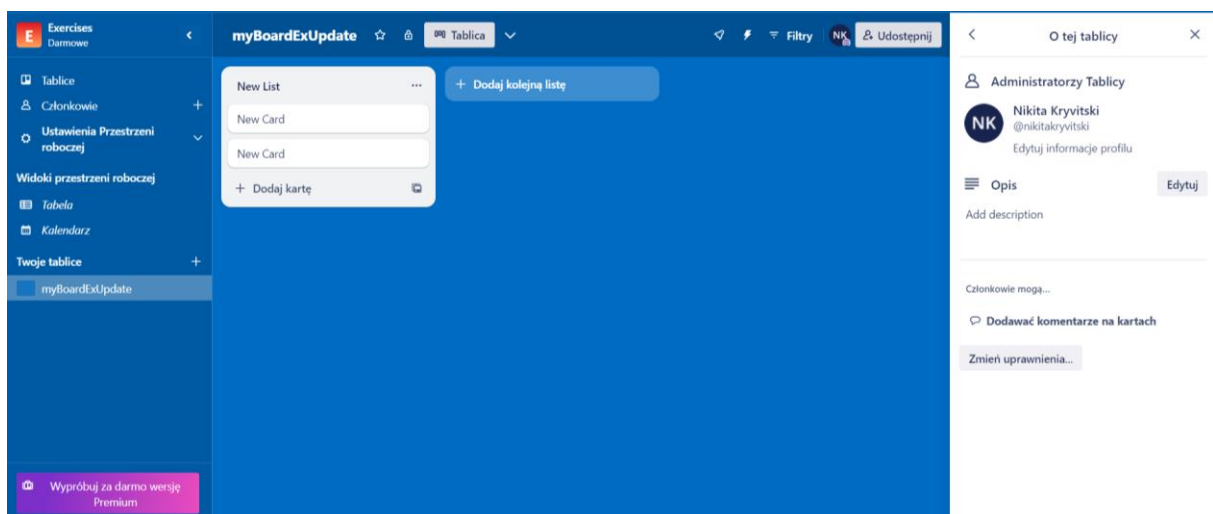 E
Exercises
Darmowe
Tablice
Członkowie
Ustawienia Przestrzeni
roboczej
Widoki przestrzeni roboczej
Tabela
Kalendarz
Twoje tablice
myBoardExUpdate
Wypróbuj za darmo wersję
Premium
myBoardExUpdate
Tablica
Filtry
NK
Udostępnij
New List
New Card
New Card
+ Dodaj kartę
+ Dodaj kolejną listę
O tej tablicy
Administratorzy Tablicy
NK
Nikita Kryvitski
@nikitakryvitski
Edytuj informacje profilu
Opis
Edytuj
Add description
Członkowie mogą...
Dodawać komentarze na kartach
Zmień uprawnienia...